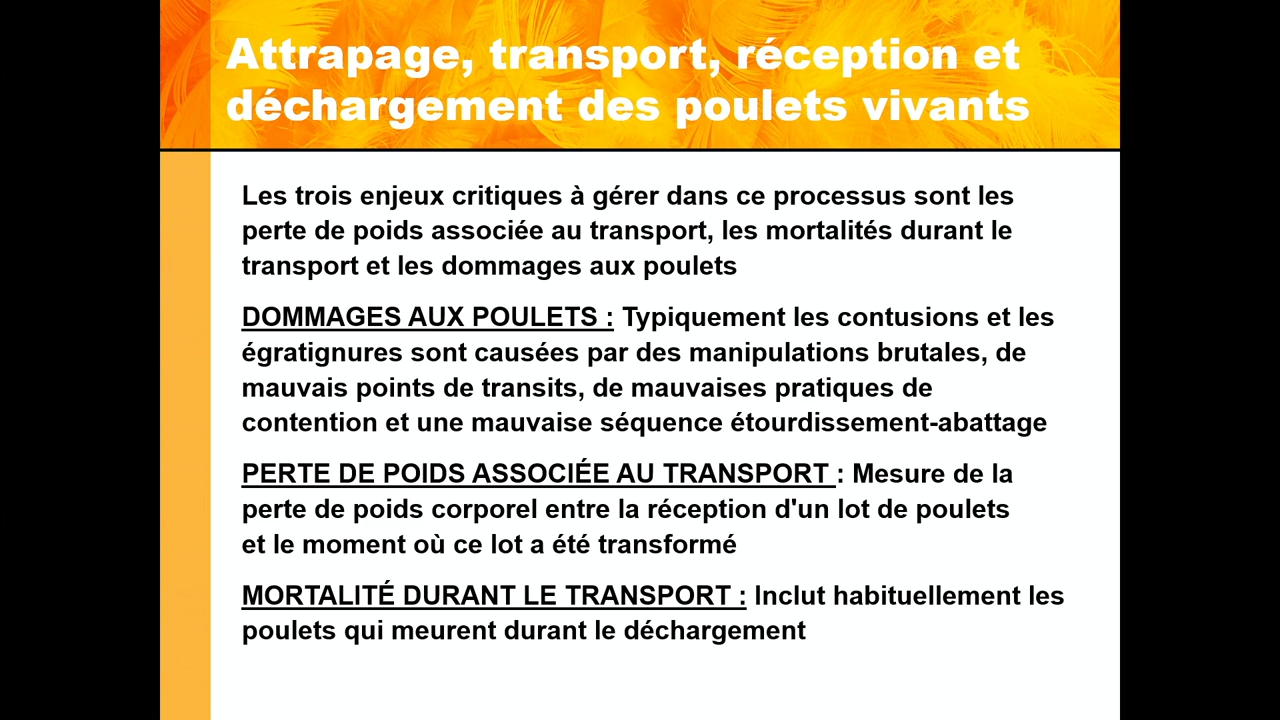 Attrapage, transport, réception et
déchargement des poulets vivants
Les trois enjeux critiques à gérer dans ce processus sont les
perte de poids associée au transport, les mortalités durant le
transport et les dommages aux poulets
DOMMAGES AUX POULETS : Typiquement les contusions et les
égratignures sont causées par des manipulations brutales, de
mauvais points de transits, de mauvaises pratiques de
contention et une mauvaise séquence étourdissement-abattage
PERTE DE POIDS ASSOCIÉE AU TRANSPORT : Mesure de la
perte de poids corporel entre la réception d'un lot de poulets
et le moment où ce lot a été transformé
MORTALITÉ DURANT LE TRANSPORT : Inclut habituellement les
poulets qui meurent durant le déchargement